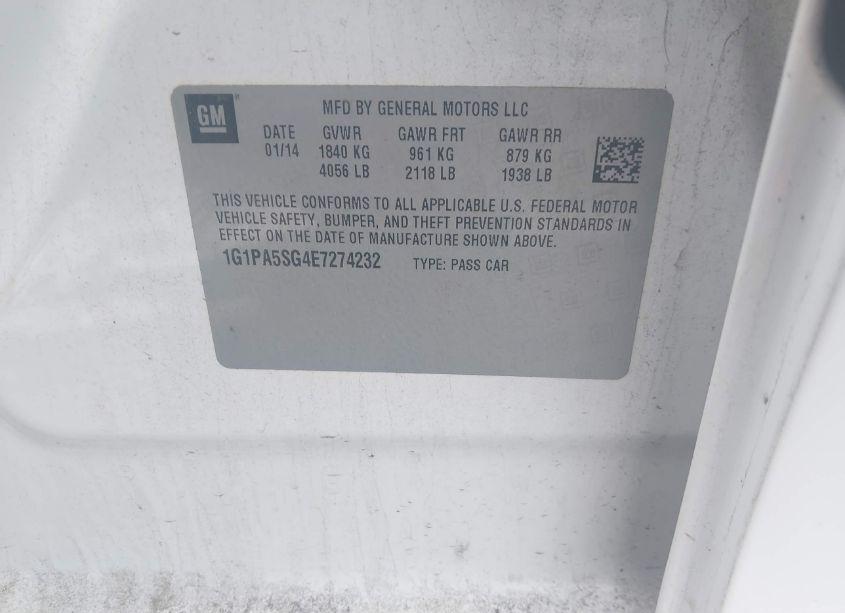 GM
MFD BY GENERAL MOTORS LLC
DATE GVWR GAWR FRT GAWR RR
01/14 1840 KG 961 KG 879 KG
4056 LB 2118 LB 1938 LB
THIS VEHICLE CONFORMS TO ALL APPLICABLE U.S. FEDERAL MOTOR
VEHICLE SAFETY, BUMPER, AND THEFT PREVENTION STANDARDS IN
EFFECT ON THE DATE OF MANUFACTURE SHOWN ABOVE.
1G1PA5SG4E7274232 TYPE: PASS CAR